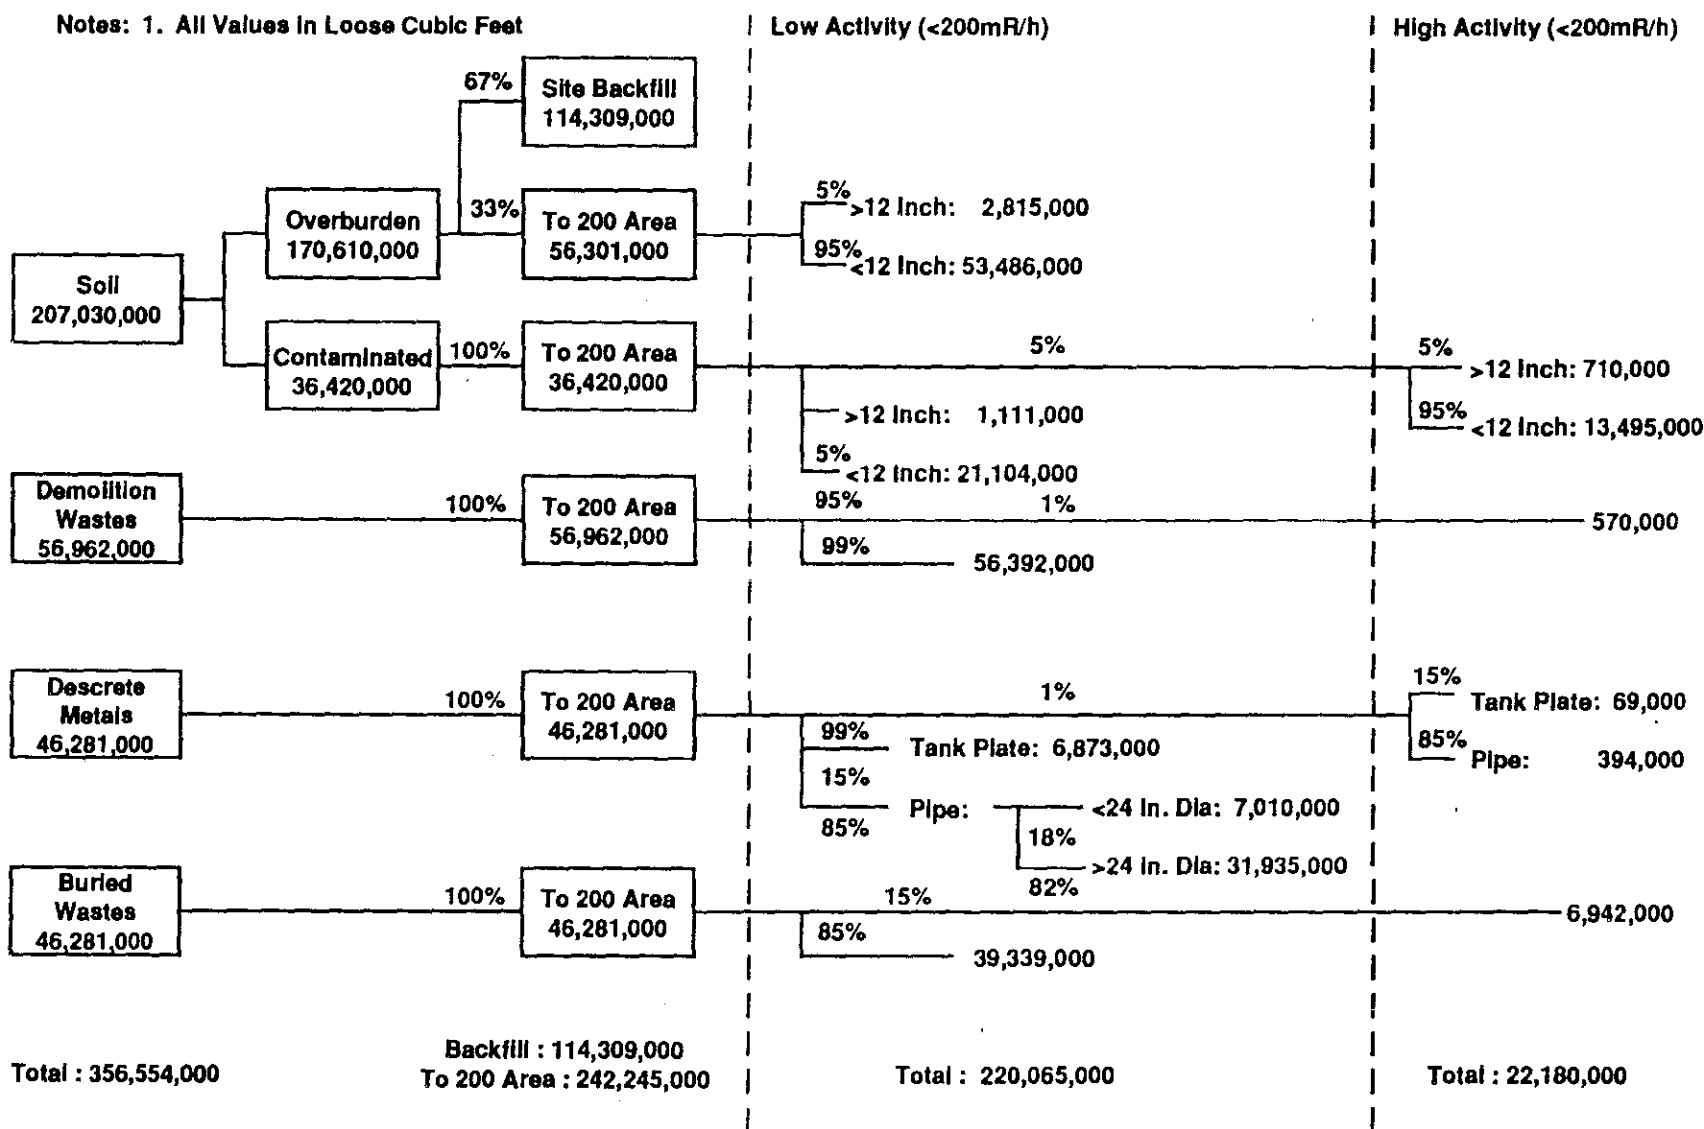 Notes: 1. All Values In Loose Cubic Feet
Low Activity (<200mR/h)
High Activity (<200mR/h)
67%
Site Backfill
114,309,000
Overburden
170,610,000
33%
To 200 Area
56,301,000
5%
>12 Inch: 2,815,000
95%
<12 Inch: 53,486,000
Soil
207,030,000
Contaminated
36,420,000
100%
To 200 Area
36,420,000
5%
5%
>12 Inch: 710,000
95%
<12 Inch: 13,495,000
>12 Inch: 1,111,000
5%
<12 Inch: 21,104,000
95%
Demolition
Wastes
56,962,000
100%
To 200 Area
56,962,000
1%
570,000
99%
56,392,000
Descrete
Metals
46,281,000
100%
To 200 Area
46,281,000
1%
15%
Tank Plate: 69,000
85%
Pipe: 394,000
99%
Tank Plate: 6,873,000
15%
Pipe:
85%
<24 In. Dia: 7,010,000
18%
>24 In. Dia: 31,935,000
82%
Buried
Wastes
46,281,000
100%
To 200 Area
46,281,000
15%
6,942,000
85%
39,339,000
Total : 356,554,000
Backfill : 114,309,000
To 200 Area : 242,245,000
Total : 220,065,000
Total : 22,180,000